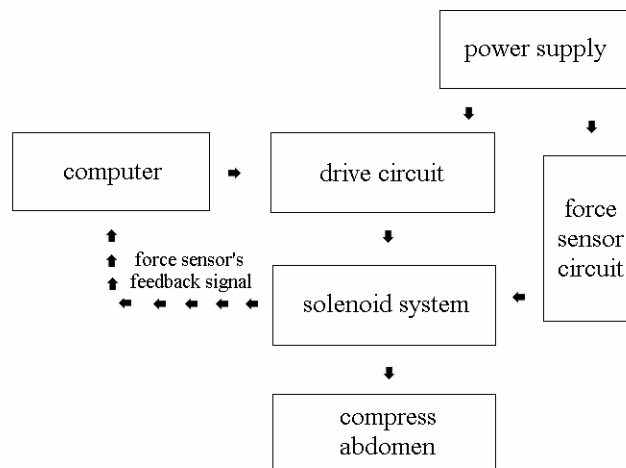 power supply
computer
drive circuit
force
sensor
circuit
force sensor's
feedback signal
solenoid system
compress
abdomen